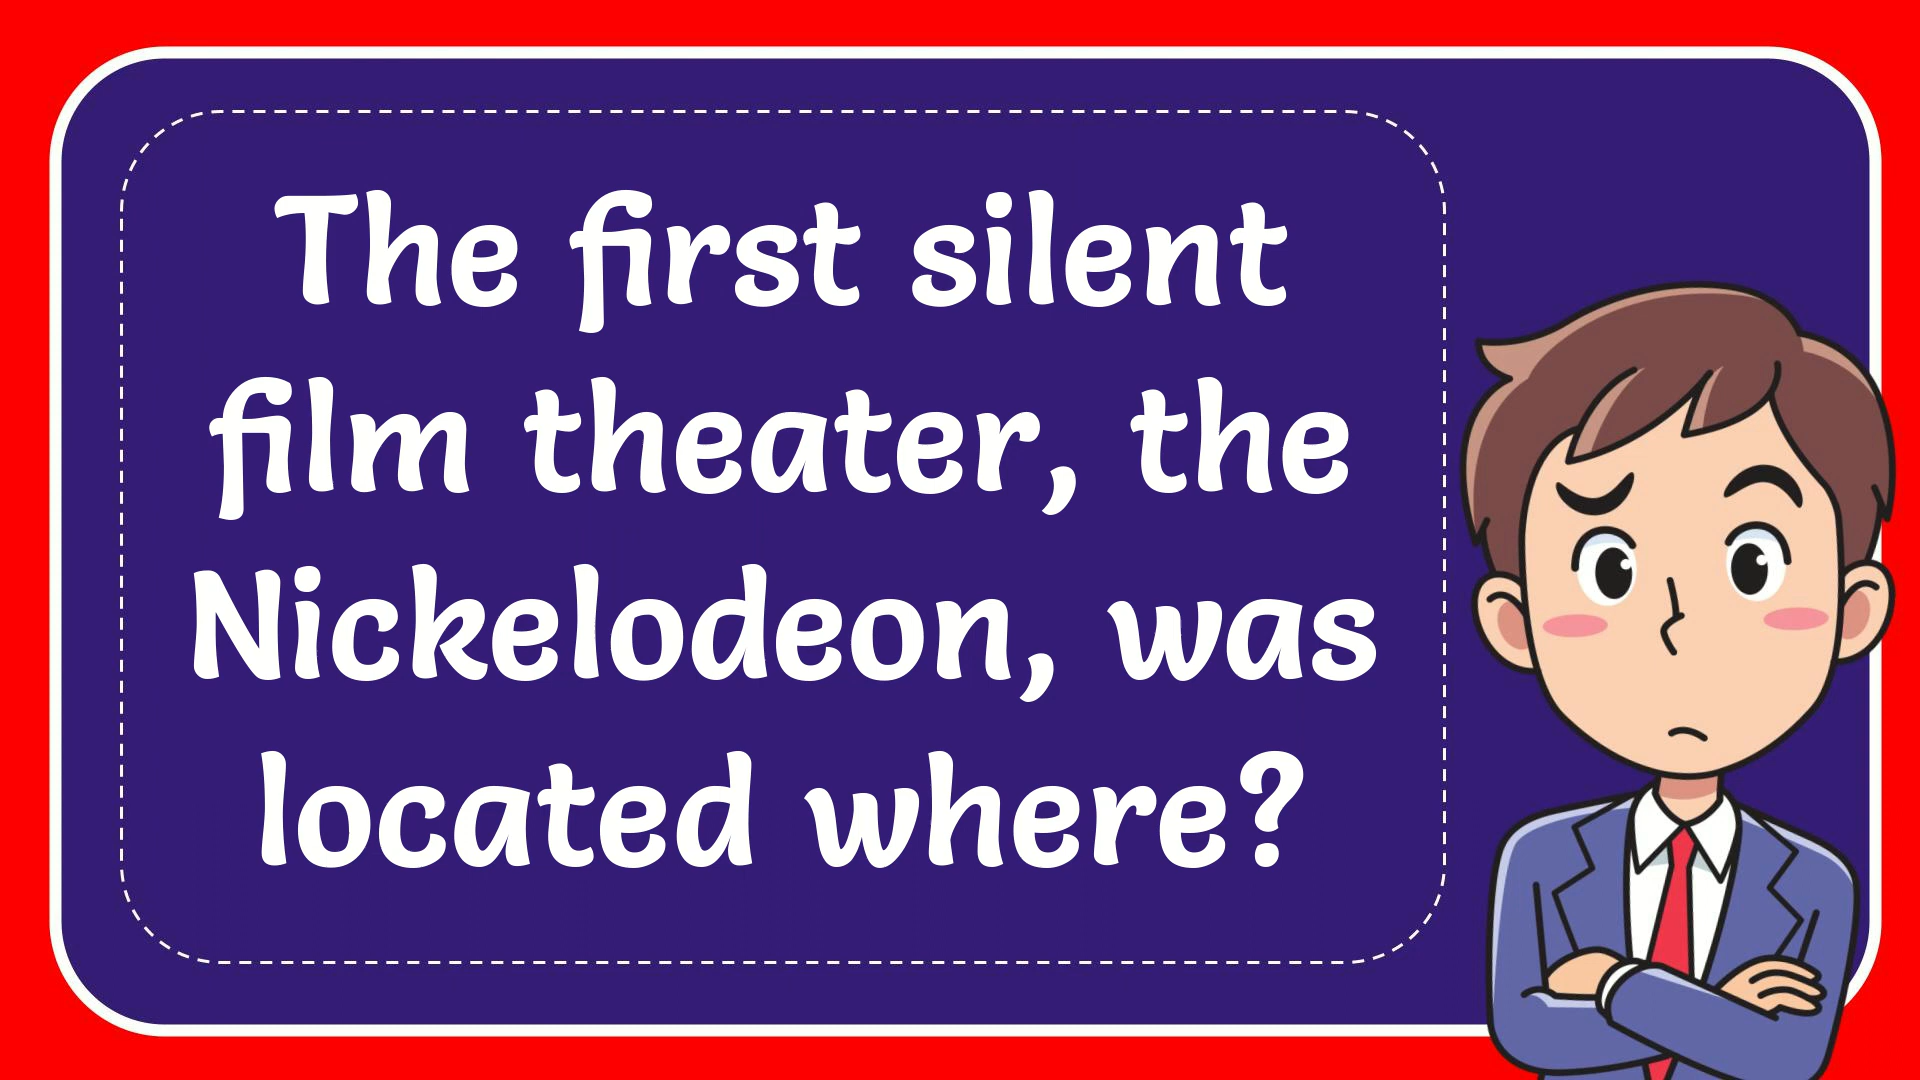 The first silent
film theater, the
Nickelodeon, was
located where?